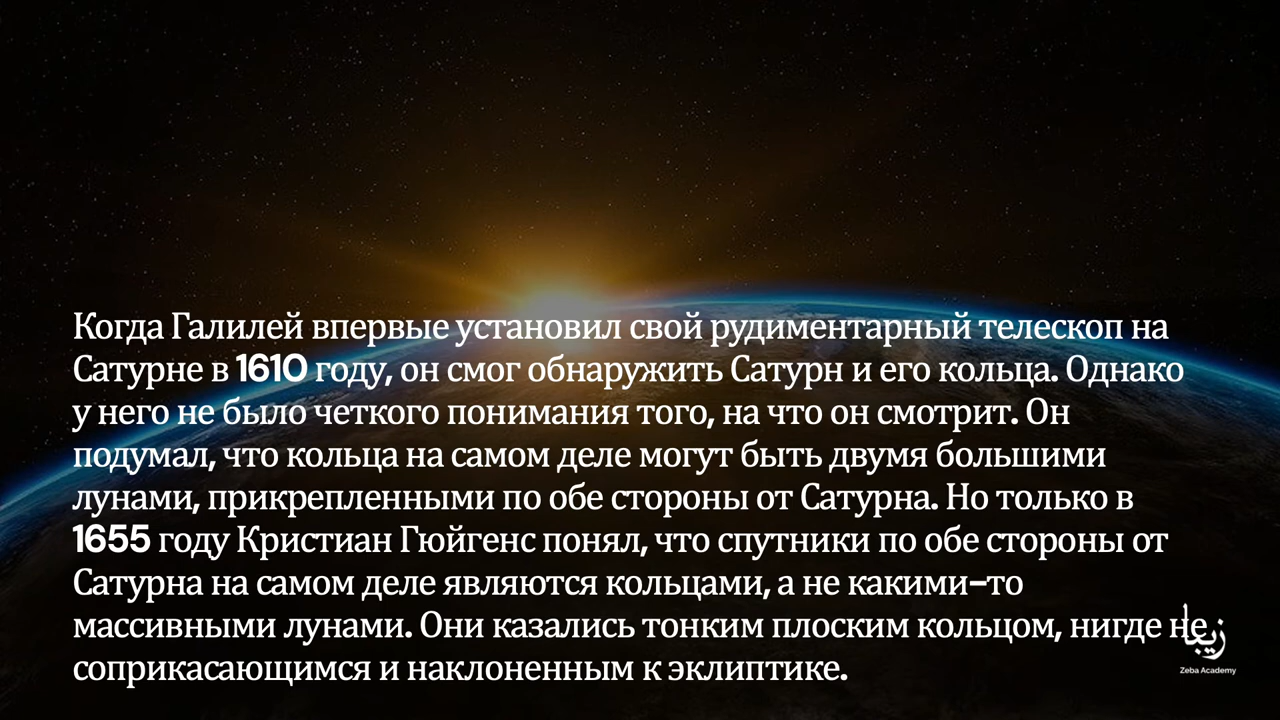 Когда Галилей впервые установил свой рудиментарный телескоп на
Сатурне в 1610 году, он смог обнаружить Сатурн и его кольца. Однако
у него не было четкого понимания того, на что он смотрит. Он
подумал, что кольца на самом деле могут быть двумя большими
лунами, прикрепленными по обе стороны от Сатурна. Но только в
1655 году Кристиан Гюйгенс понял, что спутники по обе стороны от
Сатурна на самом деле являются кольцами, а не какими-то
массивными лунами. Они казались тонким плоским кольцом, нигде не
соприкасающимся и наклоненным к эклиптике.
زيبا
Zeba Academy